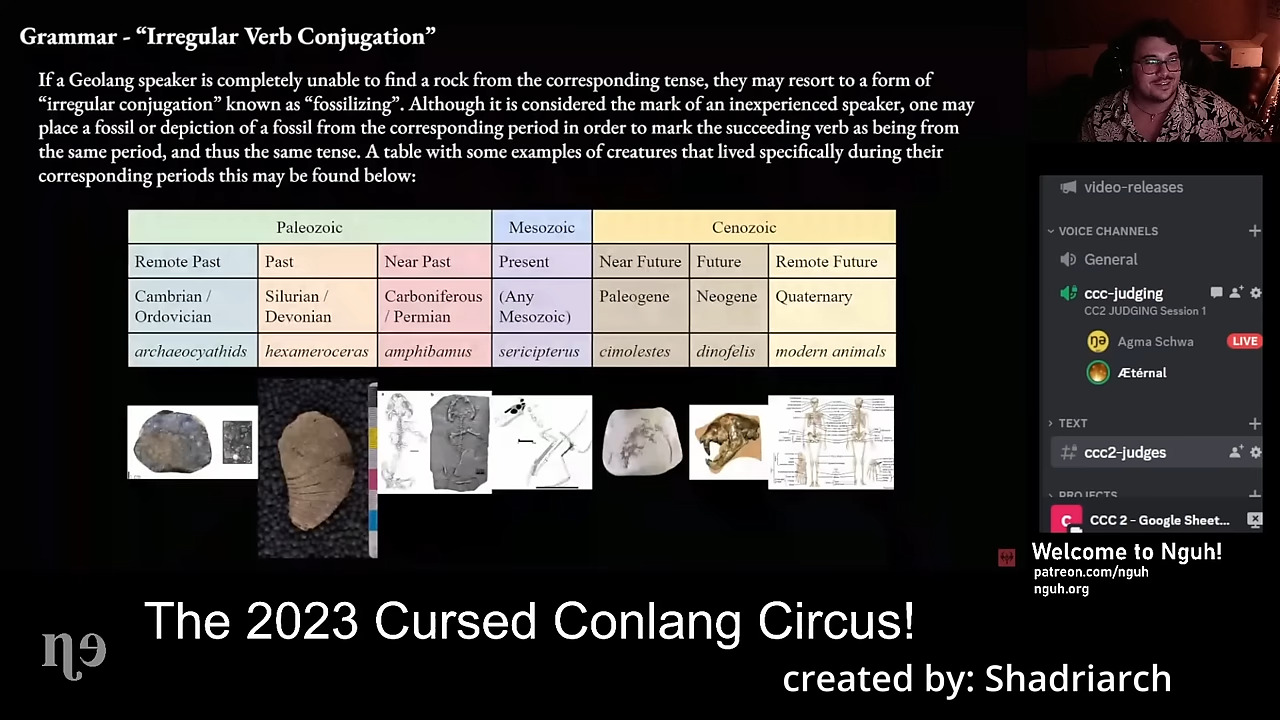 Grammar - “Irregular Verb Conjugation”
If a Geolang speaker is completely unable to find a rock from the corresponding tense, they may resort to a form of
“irregular conjugation” known as “fossilizing”. Although it is considered the mark of an inexperienced speaker, one may
place a fossil or depiction of a fossil from the corresponding period in order to mark the succeeding verb as being from
the same period, and thus the same tense. A table with some examples of creatures that lived specifically during their
corresponding periods this may be found below:
Paleozoic Mesozoic Cenozoic
Remote Past Past Near Past Present Near Future Future Remote Future
Cambrian / Silurian / Carboniferous (Any Paleogene Neogene Quaternary
Ordovician Devonian / Permian Mesozoic)
archaeocyathids hexameroceras amphibamus sericipterus cimolestes dinofelis modern animals
video-releases
VOICE CHANNELS
General
ccc-judging
CC2 JUDGING Session 1
ŋə Agma Schwa LIVE
Ætérnal
TEXT
# ccc2-judges
PROJECTS
C CCC 2 - Google Sheet...
Welcome to Nguh!
patreon.com/nguh
nguh.org
ŋə
The 2023 Cursed Conlang Circus!
created by: Shadriarch